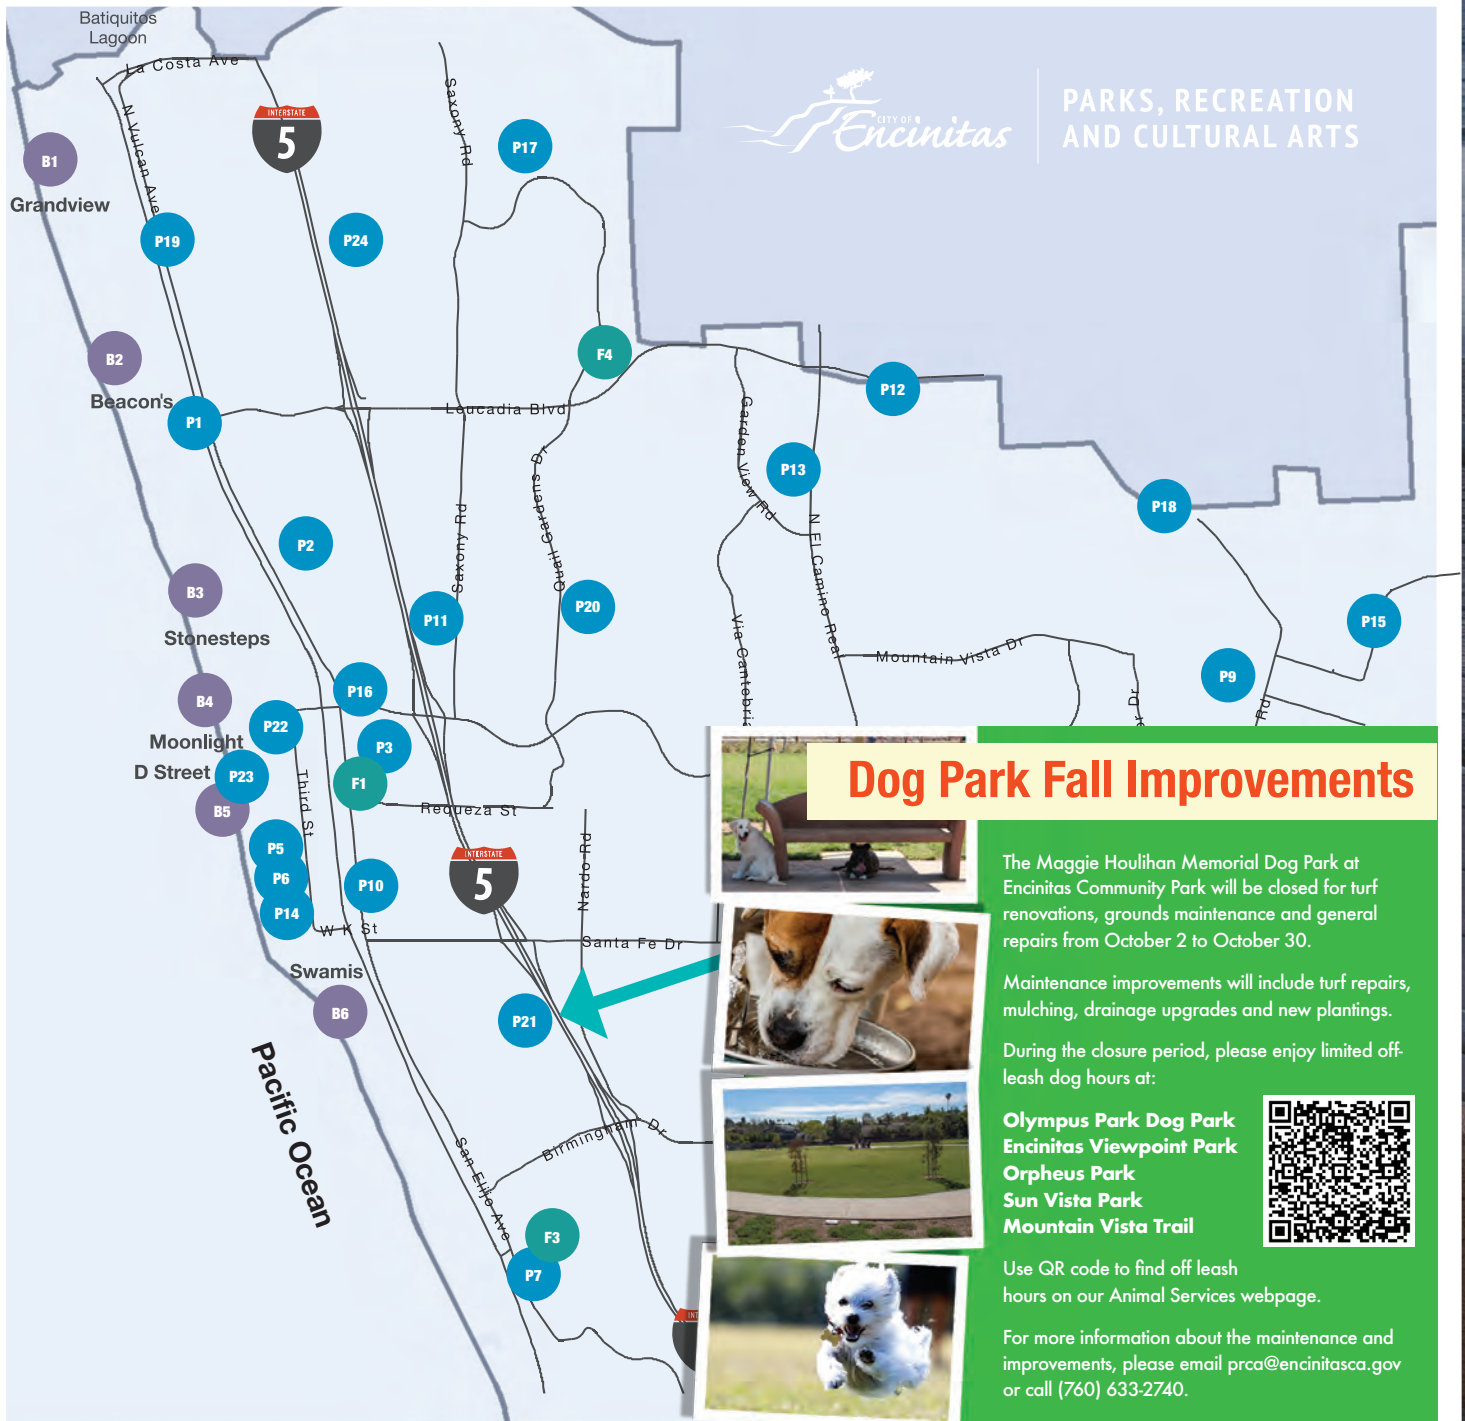 Batiquitos
Lagoon
La Costa Ave
N Vulcan Ave
Saxony Rd
INTERSTATE
5
CITY OF
Encinitas
PARKS, RECREATION
AND CULTURAL ARTS
B1
Grandview
P17
P19
P24
B2
Beacon's
P1
F4
Leucadia Blvd
P12
Garden View Rd
P13
P18
Quail Gardens Dr
Saxony Rd
N El Camino Real
P2
B3
Stonesteps
P11
P20
Via Cantebria
Mountain Vista Dr
P15
P9
Rd
Dr
B4
Moonlight
P16
P22
P3
D Street
P23
F1
B5
Third St
Requeza St
P5
P6
P14
P10
INTERSTATE
5
Nardo Rd
W K St
Santa Fe Dr
Swamis
B6
P21
Pacific Ocean
Birmingham Dr
San Elijo Ave
F3
P7
INT
Dog Park Fall Improvements
The Maggie Houlihan Memorial Dog Park at
Encinitas Community Park will be closed for turf
renovations, grounds maintenance and general
repairs from October 2 to October 30.
Maintenance improvements will include turf repairs,
mulching, drainage upgrades and new plantings.
During the closure period, please enjoy limited off-
leash dog hours at:
Olympus Park Dog Park
Encinitas Viewpoint Park
Orpheus Park
Sun Vista Park
Mountain Vista Trail
Use QR code to find off leash
hours on our Animal Services webpage.
For more information about the maintenance and
improvements, please email prca@encinitasca.gov
or call (760) 633-2740.